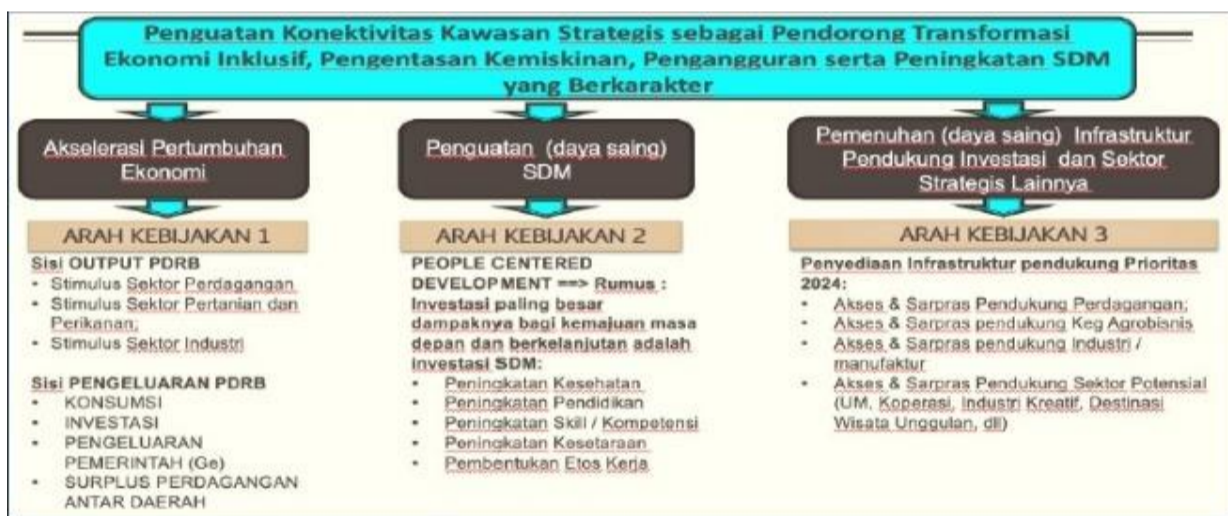 Penguatan Konektivitas Kawasan Strategis sebagai Pendorong Transformasi
Ekonomi Inklusif, Pengentasan Kemiskinan, Pengangguran serta Peningkatan SDM
yang Berkarakter
Akselerasi Pertumbuhan
Ekonomi
ARAH KEBIJAKAN 1
Sisi OUTPUT PDRB
• Stimulus Sektor Perdagangan
• Stimulus Sektor Pertanian dan
Perikanan;
• Stimulus Sektor Industri
Sisi PENGELUARAN PDRB
• KONSUMSI
• INVESTASI
• PENGELUARAN
PEMERINTAH (Ge)
• SURPLUS PERDAGANGAN
ANTAR DAERAH
Penguatan (daya saing)
SDM
ARAH KEBIJAKAN 2
PEOPLE CENTERED
DEVELOPMENT ==> Rumus :
Investasi paling besar
dampaknya bagi kemajuan masa
depan dan berkelanjutan adalah
Investasi SDM:
• Peningkatan Kesehatan
• Peningkatan Pendidikan
• Peningkatan Skill / Kompetensi
• Peningkatan Kesetaraan
• Pembentukan Etos Kerja
Pemenuhan (daya saing) Infrastruktur
Pendukung Investasi dan Sektor
Strategis Lainnya
ARAH KEBIJAKAN 3
Penyediaan Infrastruktur pendukung Prioritas
2024:
• Akses & Sarpras Pendukung Perdagangan;
• Akses & Sarpras pendukung Keg Agrobisnis
• Akses & Sarpras pendukung Industri /
manufaktur
• Akses & Sarpras Pendukung Sektor Potensial
(UM, Koperasi, Industri Kreatif, Destinasi
Wisata Unggulan, dll)